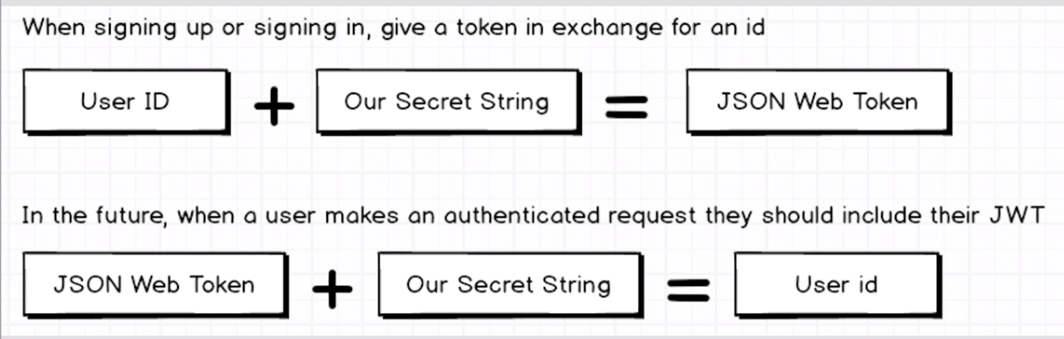 When signing up or signing in, give a token in exchange for an id
User ID + Our Secret String = JSON Web Token
In the future, when a user makes an authenticated request they should include their JWT
JSON Web Token + Our Secret String = User id